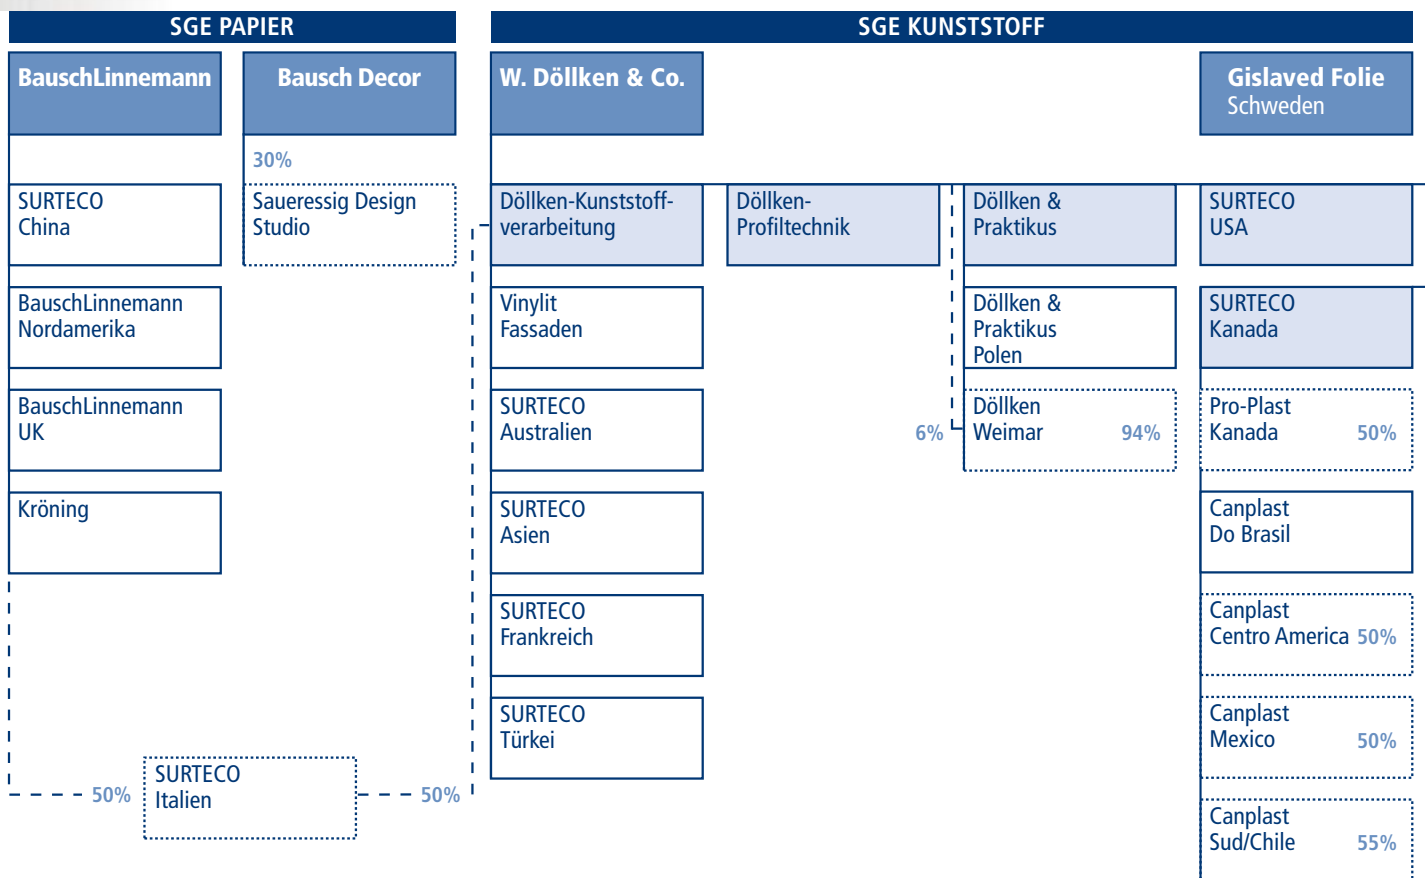 SGE PAPIER
SGE KUNSTSTOFF
BauschLinnemann
Bausch Decor
W. Döllken & Co.
Gislaved Folie
Schweden
30%
SURTECO
China
Saueressig Design
Studio
Döllken-Kunststoff-
verarbeitung
Döllken-
Profiltechnik
Döllken &
Praktikus
SURTECO
USA
BauschLinnemann
Nordamerika
Vinylit
Fassaden
Döllken &
Praktikus
Polen
SURTECO
Kanada
BauschLinnemann
UK
SURTECO
Australien
6%
Döllken
Weimar 94%
Pro-Plast
Kanada 50%
Kröning
SURTECO
Asien
Canplast
Do Brasil
SURTECO
Frankreich
Canplast
Centro America 50%
SURTECO
Türkei
Canplast
Mexico 50%
50%
SURTECO
Italien
50%
Canplast
Sud/Chile 55%